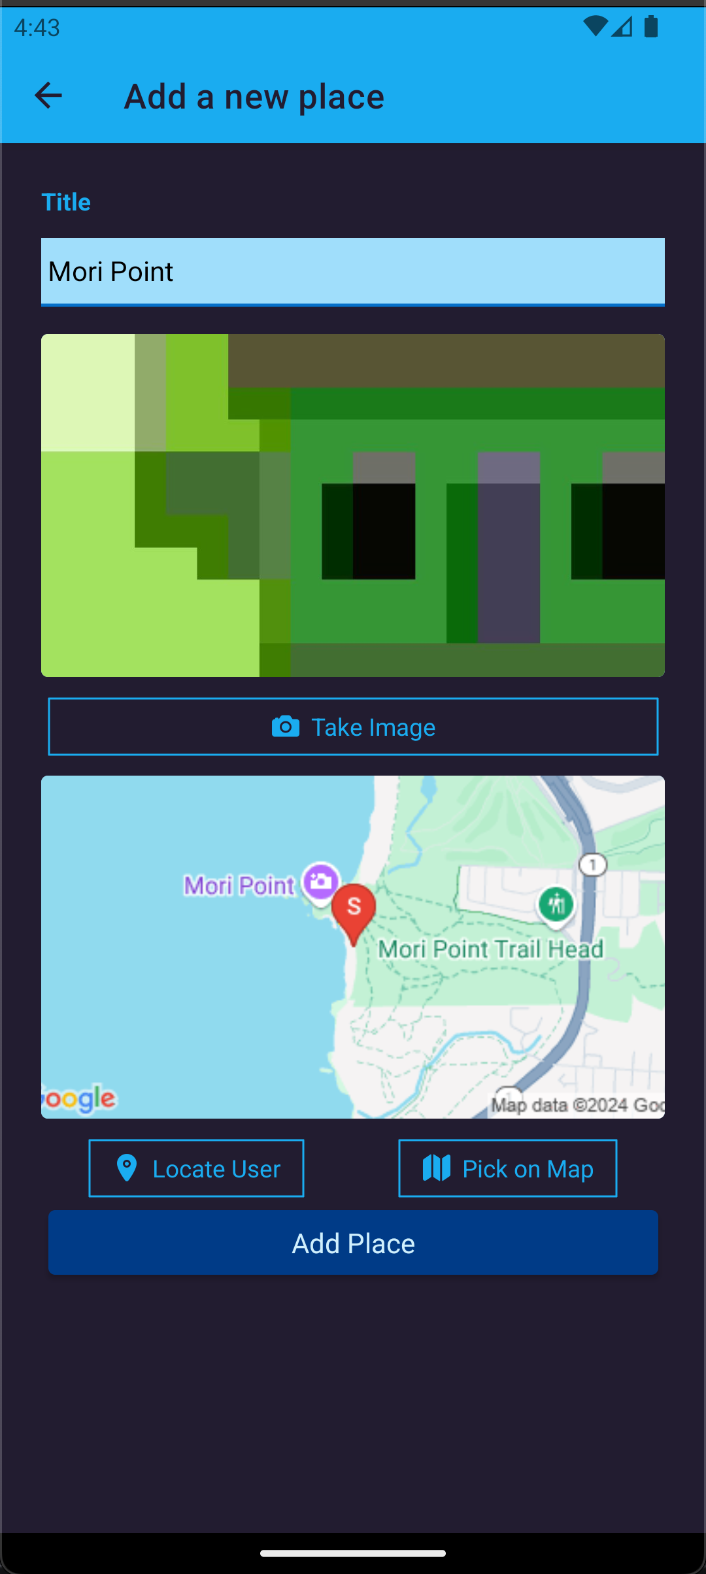 4:43
Add a new place
Title
Mori Point
Take Image
1
Mori Point
S
Mori Point Trail Head
oogle
Map data ©2024 Goo
Locate User
Pick on Map
Add Place